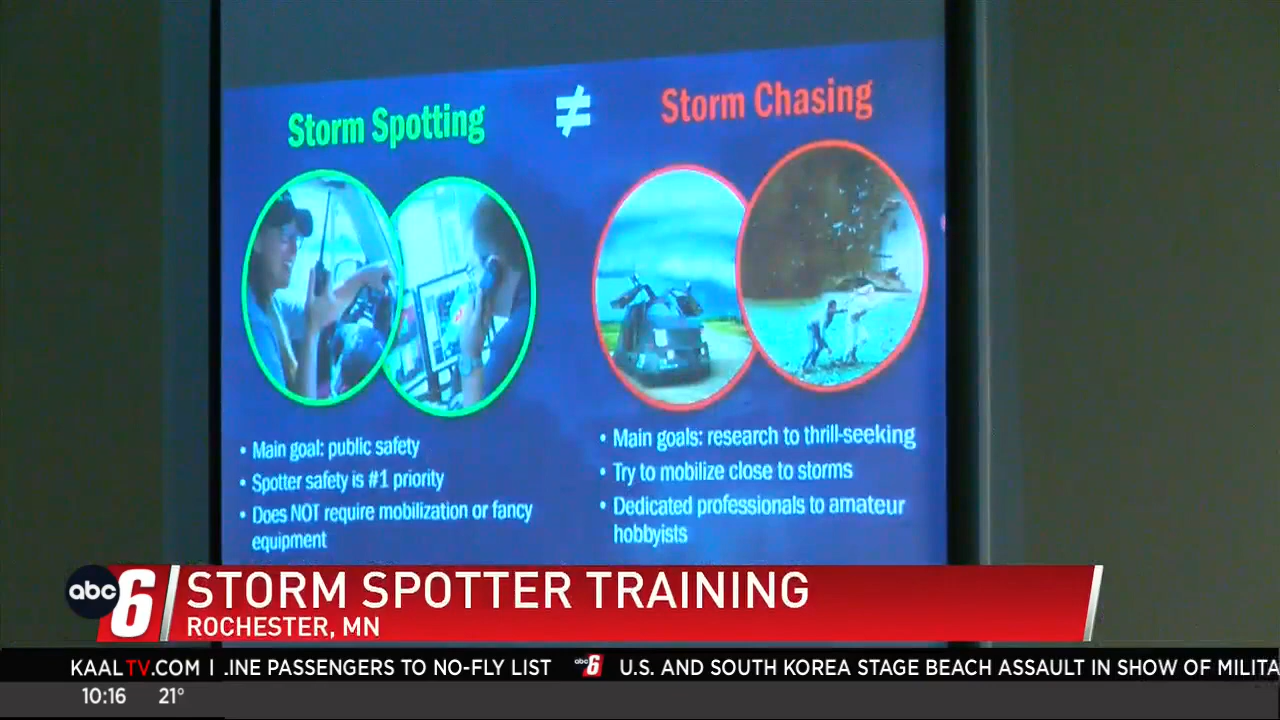 Storm Spotting
≠
Storm Chasing
• Main goal: public safety
• Spotter safety is #1 priority
• Does NOT require mobilization or fancy
equipment
• Main goals: research to thrill-seeking
• Try to mobilize close to storms
• Dedicated professionals to amateur
hobbyists
abc 6
STORM SPOTTER TRAINING
ROCHESTER, MN
KAALTV.COM | .INE PASSENGERS TO NO-FLY LIST abc 6 U.S. AND SOUTH KOREA STAGE BEACH ASSAULT IN SHOW OF MILITA
10:16 21°